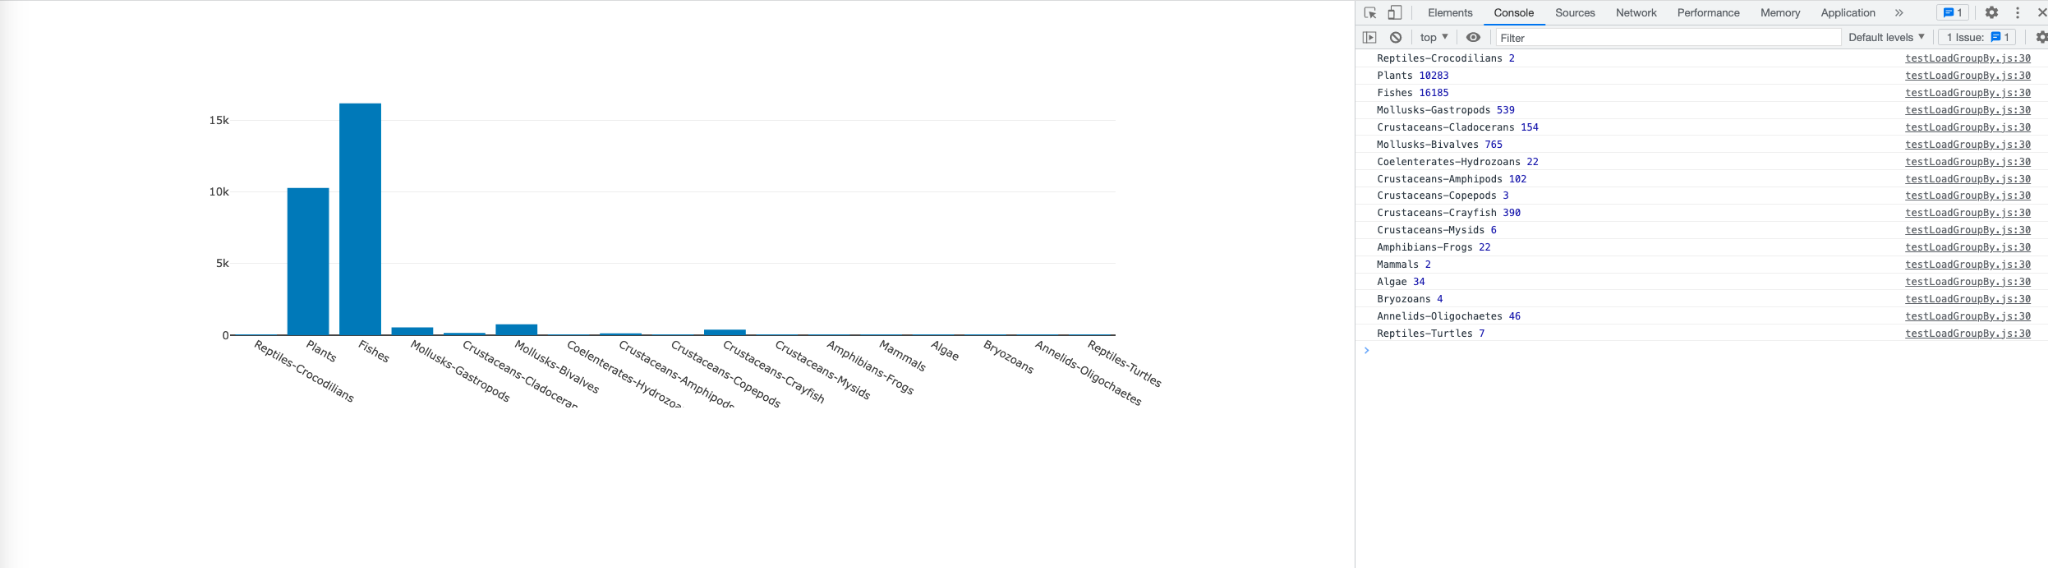 15k
10k
5k
0
Reptiles-Crocodilians
Plants
Fishes
Mollusks-Gastropods
Crustaceans-Cladoceran
Mollusks-Bivalves
Coelenterates-Hydrozoa
Crustaceans-Amphipods
Crustaceans-Copepods
Crustaceans-Crayfish
Crustaceans-Mysids
Amphibians-Frogs
Mammals
Algae
Bryozoans
Annelids-Oligochaetes
Reptiles-Turtles
Elements Console Sources Network Performance Memory Application » 1
top ▼ Filter Default levels ▼ 1 Issue: 1
Reptiles-Crocodilians 2 testLoadGroupBy.js:30
Plants 10283 testLoadGroupBy.js:30
Fishes 16185 testLoadGroupBy.js:30
Mollusks-Gastropods 539 testLoadGroupBy.js:30
Crustaceans-Cladocerans 154 testLoadGroupBy.js:30
Mollusks-Bivalves 765 testLoadGroupBy.js:30
Coelenterates-Hydrozoans 22 testLoadGroupBy.js:30
Crustaceans-Amphipods 102 testLoadGroupBy.js:30
Crustaceans-Copepods 3 testLoadGroupBy.js:30
Crustaceans-Crayfish 390 testLoadGroupBy.js:30
Crustaceans-Mysids 6 testLoadGroupBy.js:30
Amphibians-Frogs 22 testLoadGroupBy.js:30
Mammals 2 testLoadGroupBy.js:30
Algae 34 testLoadGroupBy.js:30
Bryozoans 4 testLoadGroupBy.js:30
Annelids-Oligochaetes 46 testLoadGroupBy.js:30
Reptiles-Turtles 7 testLoadGroupBy.js:30